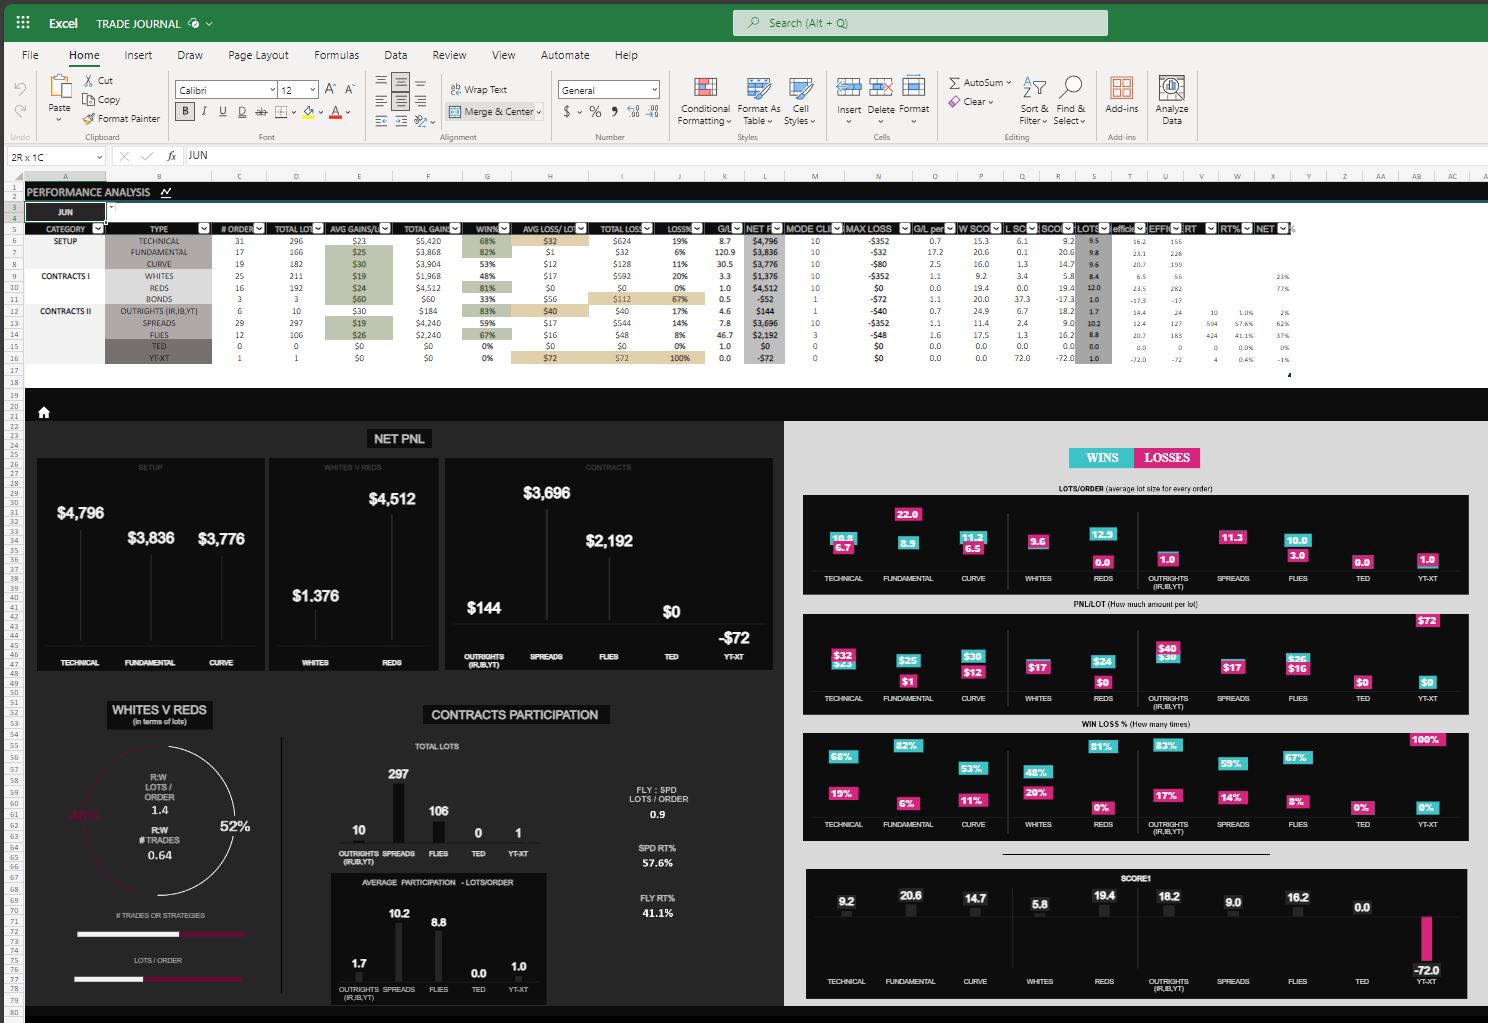 Excel TRADE JOURNAL Search (Alt + Q)
File Home Insert Draw Page Layout Formulas Data Review View Automate Help
Paste Cut Copy Format Painter
Calibri 12
B I U D ab A
Wrap Text
Merge & Center
General
$ % 9
Conditional Formatting Format As Table Cell Styles
Insert Delete Format
AutoSum Clear Sort & Filter Find & Select
Add-ins Analyze Data
Undo Clipboard Font Alignment Number Styles Cells Editing Add-ins
2R x 1C fx JUN
A B C D E F G H I J K L M N O P Q R S T U V W X Y Z AA AB AC
PERFORMANCE ANALYSIS
JUN
CATEGORY TYPE # ORDER TOTAL LOT AVG GAINS/L TOTAL GAIN WIN% AVG LOSS/ LOT TOTAL LOSS LOSS% G/L NET P MODE CLI MAX LOSS G/L per W SCO L SC SCO LOTS efficie EFFI RT RT% NET %
SETUP TECHNICAL 31 296 $23 $5,420 68% $32 $624 19% 8.7 $4,796 10 -$352 0.7 15.3 6.1 9.2 9.5 16.2 155
FUNDAMENTAL 17 166 $25 $3,868 82% $1 $32 6% 120.9 $3,836 10 -$32 17.2 20.6 0.1 20.6 9.8 23.1 226
CURVE 19 182 $30 $3,904 53% $12 $128 11% 30.5 $3,776 10 -$80 2.5 16.0 1.3 14.7 9.6 20.7 199
CONTRACTS I WHITES 25 211 $19 $1,968 48% $17 $592 20% 3.3 $1,376 10 -$352 1.1 9.2 3.4 5.8 8.4 6.5 55 23%
REDS 16 192 $24 $4,512 81% $0 $0 0% 1.0 $4,512 10 $0 0.0 19.4 0.0 19.4 12.0 23.5 282 77%
BONDS 3 3 $60 $60 33% $56 $112 67% 0.5 -$52 1 -$72 1.1 20.0 37.3 -17.3 1.0 -17.3 -17
CONTRACTS II OUTRIGHTS (IR,IB,YT) 6 10 $30 $184 83% $40 $40 17% 4.6 $144 1 -$40 0.7 24.9 6.7 18.2 1.7 14.4 24 10 1.0% 2%
SPREADS 29 297 $19 $4,240 59% $17 $544 14% 7.8 $3,696 10 -$352 1.1 11.4 2.4 9.0 10.2 12.4 127 594 57.6% 62%
FLIES 12 106 $26 $2,240 67% $16 $48 8% 46.7 $2,192 3 -$48 1.6 17.5 1.3 16.2 8.8 20.7 183 424 41.1% 37%
TED 0 0 $0 $0 0% $0 $0 0% 1.0 $0 0 $0 0.0 0.0 0.0 0.0 0.0 0.0 0 0 0.0% 0%
YT-XT 1 1 $0 $0 0% $72 $72 100% 0.0 -$72 0 $0 0.0 0.0 72.0 -72.0 1.0 -72.0 -72 4 0.4% -1%
NET PNL
SETUP
$4,796 $3,836 $3,776
TECHNICAL FUNDAMENTAL CURVE
WHITES V REDS
$1.376 $4,512
WHITES REDS
CONTRACTS
$144 $3,696 $2,192 $0 -$72
OUTRIGHTS (IR,IB,YT) SPREADS FLIES TED YT-XT
WHITES V REDS
(in terms of lots)
R:W
LOTS /
ORDER
1.4
R:W
# TRADES
0.64
48% 52%
# TRADES OR STRATEGIES
LOTS / ORDER
CONTRACTS PARTICIPATION
TOTAL LOTS
10 297 106 0 1
OUTRIGHTS (IR,IB,YT) SPREADS FLIES TED YT-XT
AVERAGE PARTICIPATION - LOTS/ORDER
1.7 10.2 8.8 0.0 1.0
OUTRIGHTS (IR,IB,YT) SPREADS FLIES TED YT-XT
FLY : SPD
LOTS / ORDER
0.9
SPD RT%
57.6%
FLY RT%
41.1%
WINS LOSSES
LOTS/ORDER (average lot size for every order)
10.8 6.7 22.0 8.9 11.2 6.5 9.6 12.9 0.0 1.0 11.3 10.0 3.0 0.0 1.0
TECHNICAL FUNDAMENTAL CURVE WHITES REDS OUTRIGHTS (IR,IB,YT) SPREADS FLIES TED YT-XT
PNL/LOT (How much amount per lot)
$32 $23 $25 $1 $30 $12 $17 $24 $0 $40 $30 $17 $26 $16 $0 $72 $0
TECHNICAL FUNDAMENTAL CURVE WHITES REDS OUTRIGHTS (IR,IB,YT) SPREADS FLIES TED YT-XT
WIN LOSS % (How many times)
68% 19% 82% 6% 53% 11% 48% 20% 81% 0% 83% 17% 59% 14% 67% 8% 0% 100% 0%
TECHNICAL FUNDAMENTAL CURVE WHITES REDS OUTRIGHTS (IR,IB,YT) SPREADS FLIES TED YT-XT
SCORE1
9.2 20.6 14.7 5.8 19.4 18.2 9.0 16.2 0.0 -72.0
TECHNICAL FUNDAMENTAL CURVE WHITES REDS OUTRIGHTS (IR,IB,YT) SPREADS FLIES TED YT-XT